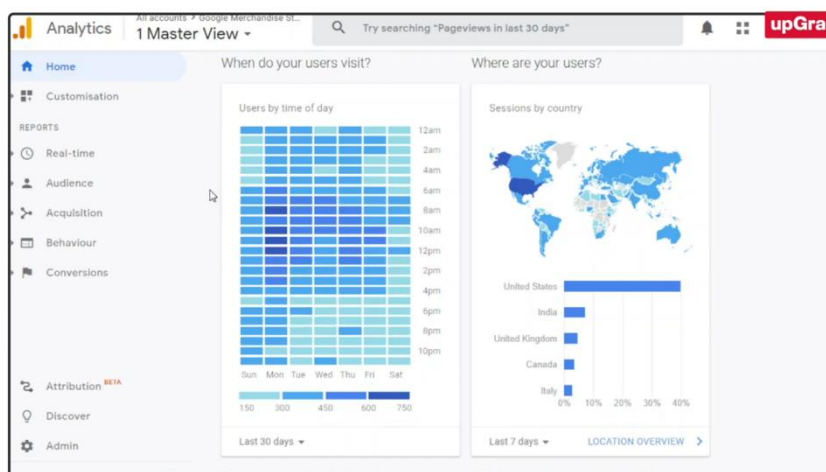 All accounts > Google Merchandise St...
Analytics
1 Master View
Try searching "Pageviews in last 30 days"
upGra
Home
Customisation
REPORTS
Real-time
Audience
Acquisition
Behaviour
Conversions
Attribution BETA
Discover
Admin
When do your users visit?
Users by time of day
12am
2am
4am
6am
8am
10am
12pm
2pm
4pm
6pm
8pm
10pm
Sun Mon Tue Wed Thu Fri Sat
150 300 450 600 750
Last 30 days
Where are your users?
Sessions by country
United States
India
United Kingdom
Canada
Italy
0% 10% 20% 30% 40%
Last 7 days
LOCATION OVERVIEW